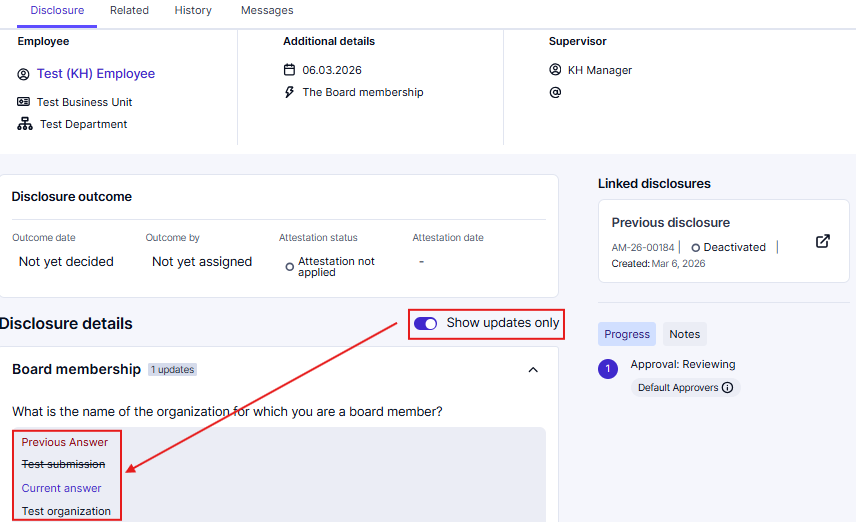 Disclosure
Related
History
Messages
Employee
Test (KH) Employee
Test Business Unit
Test Department
Additional details
06.03.2026
The Board membership
Supervisor
KH Manager
Disclosure outcome
Outcome date
Not yet decided
Outcome by
Not yet assigned
Attestation status
Attestation not
applied
Attestation date
-
Disclosure details
Show updates only
Board membership
1 updates
What is the name of the organization for which you are a board member?
Previous Answer
Test submission
Current answer
Test organization
Linked disclosures
Previous disclosure
AM-26-00184 | Deactivated |
Created: Mar 6, 2026
Progress
Notes
1
Approval: Reviewing
Default Approvers